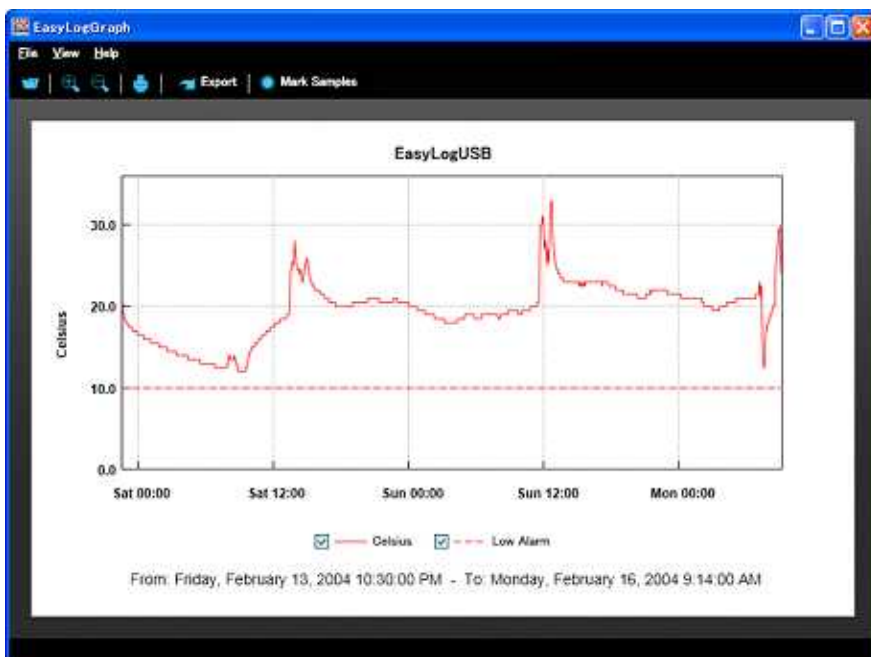 EasyLogGraph
File View Help
Export Mark Samples
EasyLogUSB
30.0
20.0
10.0
0.0
Celsius
Sat 00:00 Sat 12:00 Sun 00:00 Sun 12:00 Mon 00:00
Celsius Low Alarm
From: Friday, February 13, 2004 10:30:00 PM - To: Monday, February 16, 2004 9:14:00 AM